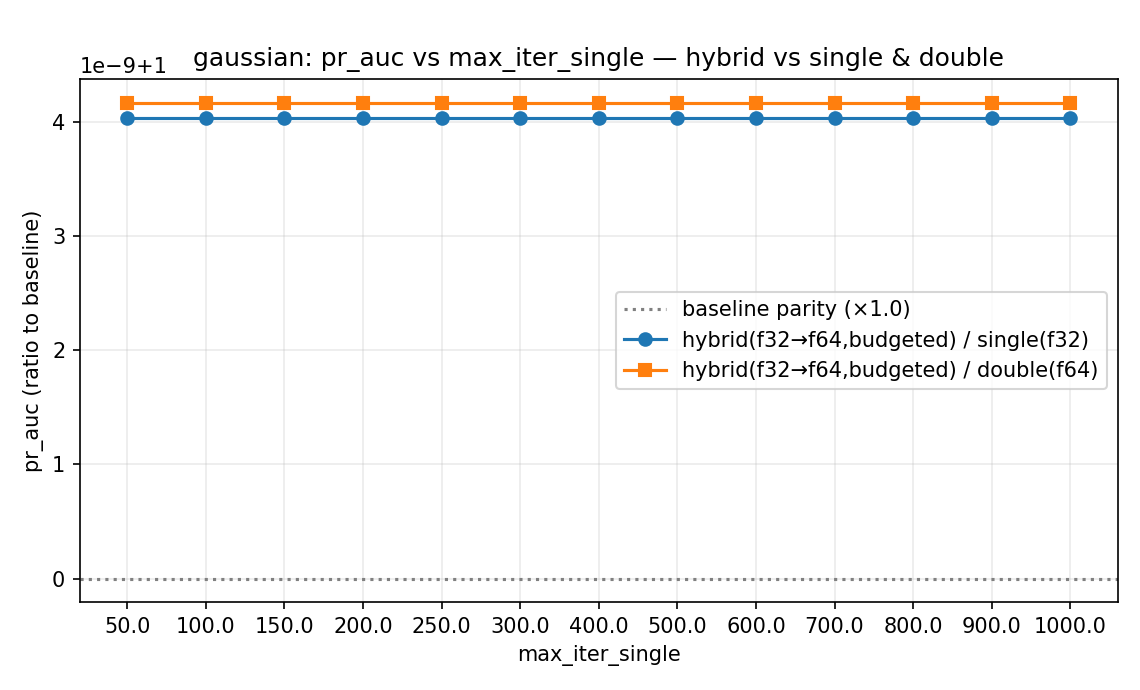 gaussian: pr_auc vs max_iter_single — hybrid vs single & double
1e−9+1
pr_auc (ratio to baseline)
4
3
2
1
0
baseline parity (×1.0)
hybrid(f32→f64,budgeted) / single(f32)
hybrid(f32→f64,budgeted) / double(f64)
50.0 100.0 150.0 200.0 250.0 300.0 400.0 500.0 600.0 700.0 800.0 900.0 1000.0
max_iter_single